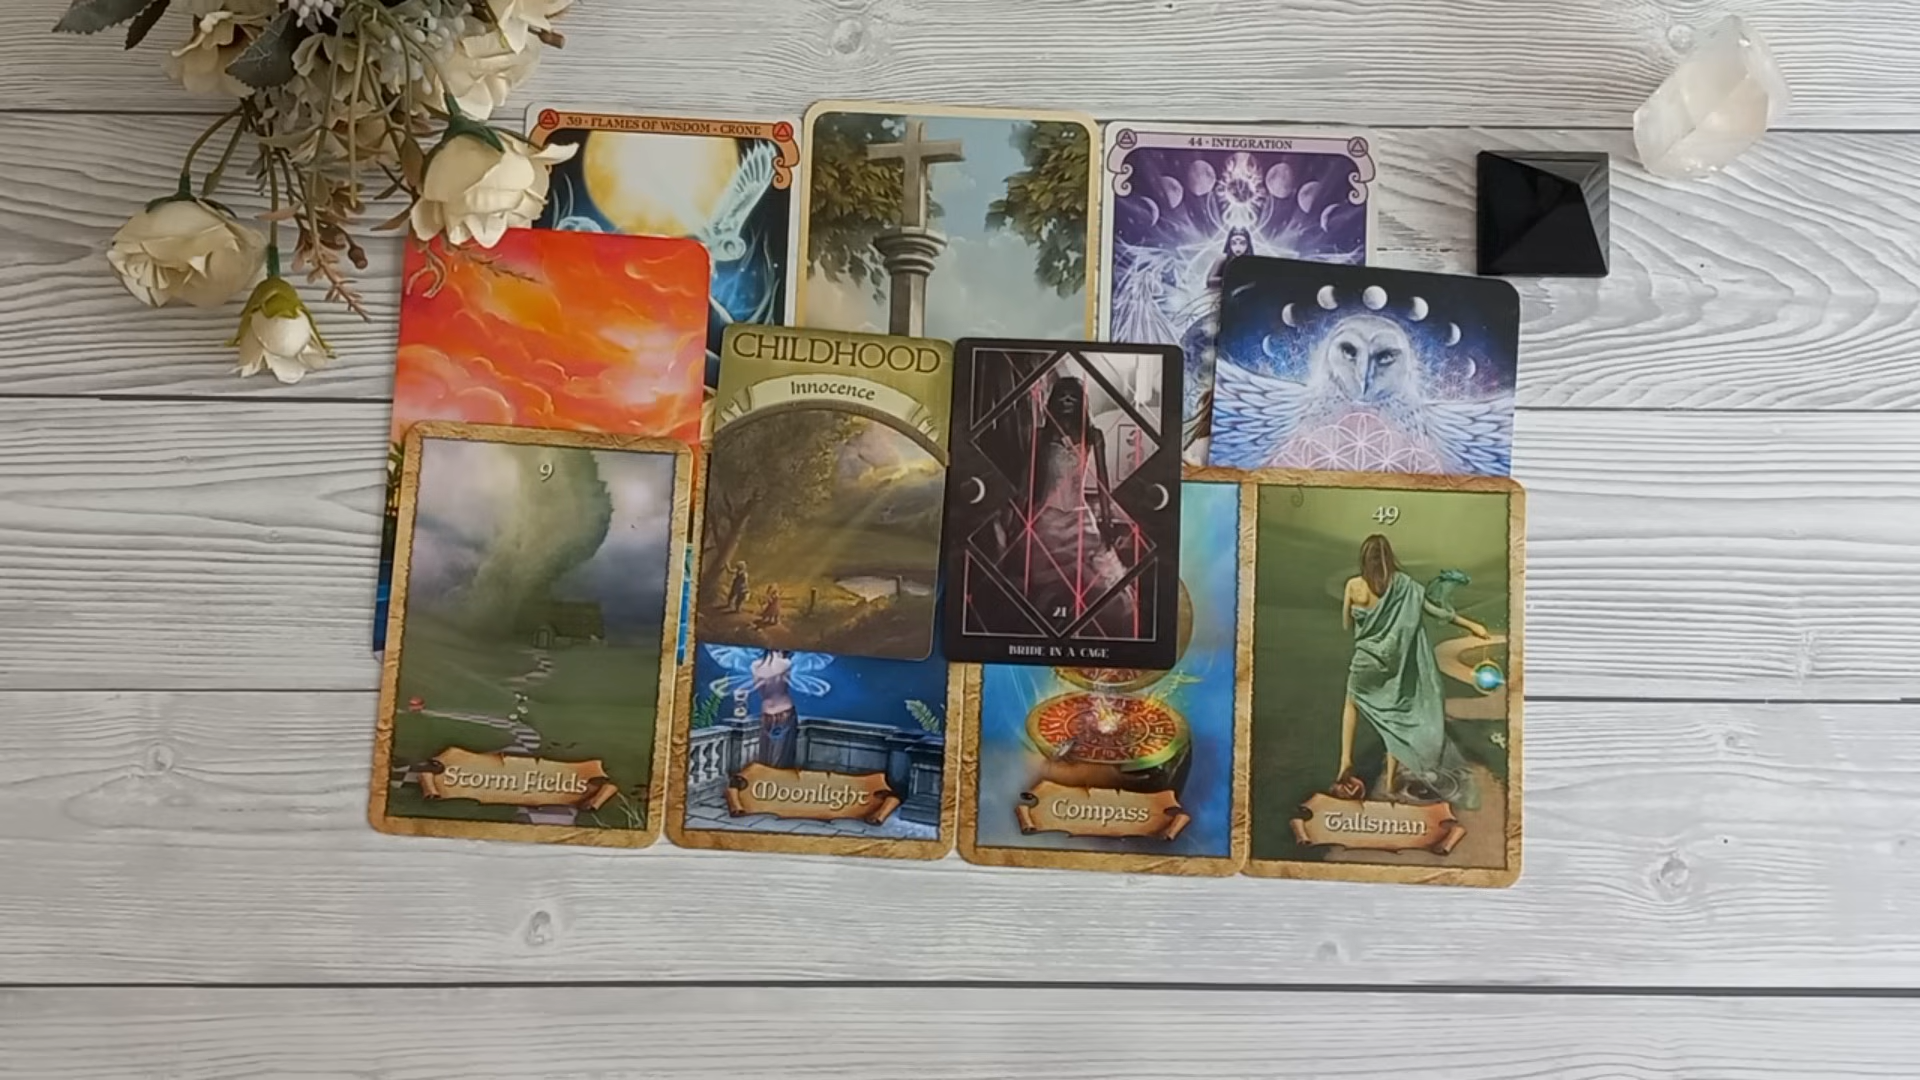 39 · FLAMES OF WISDOM · CRONE
44 · INTEGRATION
CHILDHOOD
Innocence
9
Storm Fields
Moonlight
21
BRIDE IN A CAGE
Compass
49
Talisman